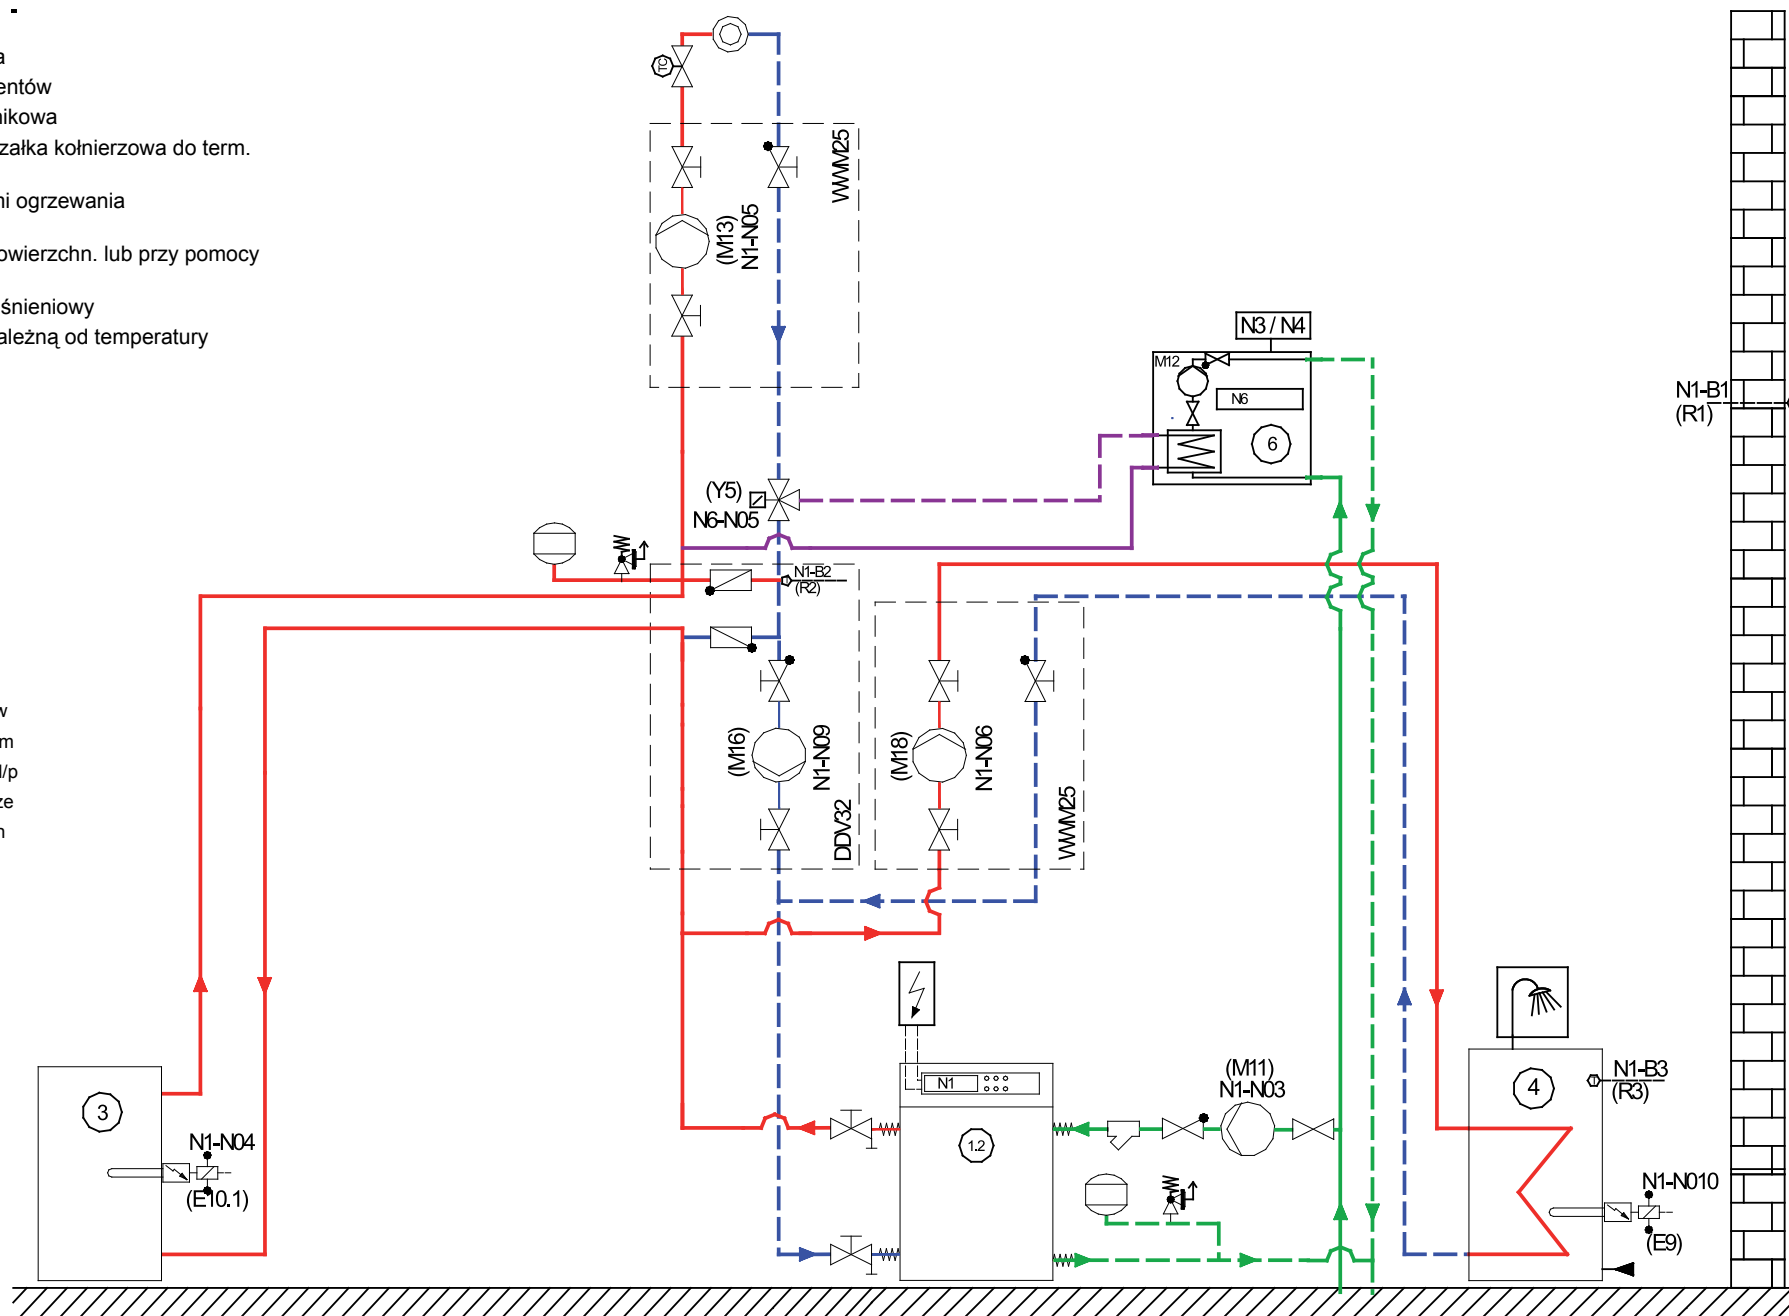 -
a
entów
nikowa
załka kołnierzowa do term.
ni ogrzewania
owierzchn. lub przy pomocy
śnieniowy
ależną od temperatury
w
m
l/p
ze
n
TC
(M13)
N1-N05
WWM25
N3 / N4
M12
N6
6
N1-B1
(R1)
(Y5)
N6-N05
N1-B2
(R2)
(M16)
N1-N09
DDV32
(M18)
N1-N06
WWM25
3
N1-N04
(E10.1)
N1
1.2
(M11)
N1-N03
4
N1-B3
(R3)
N1-N010
(E9)